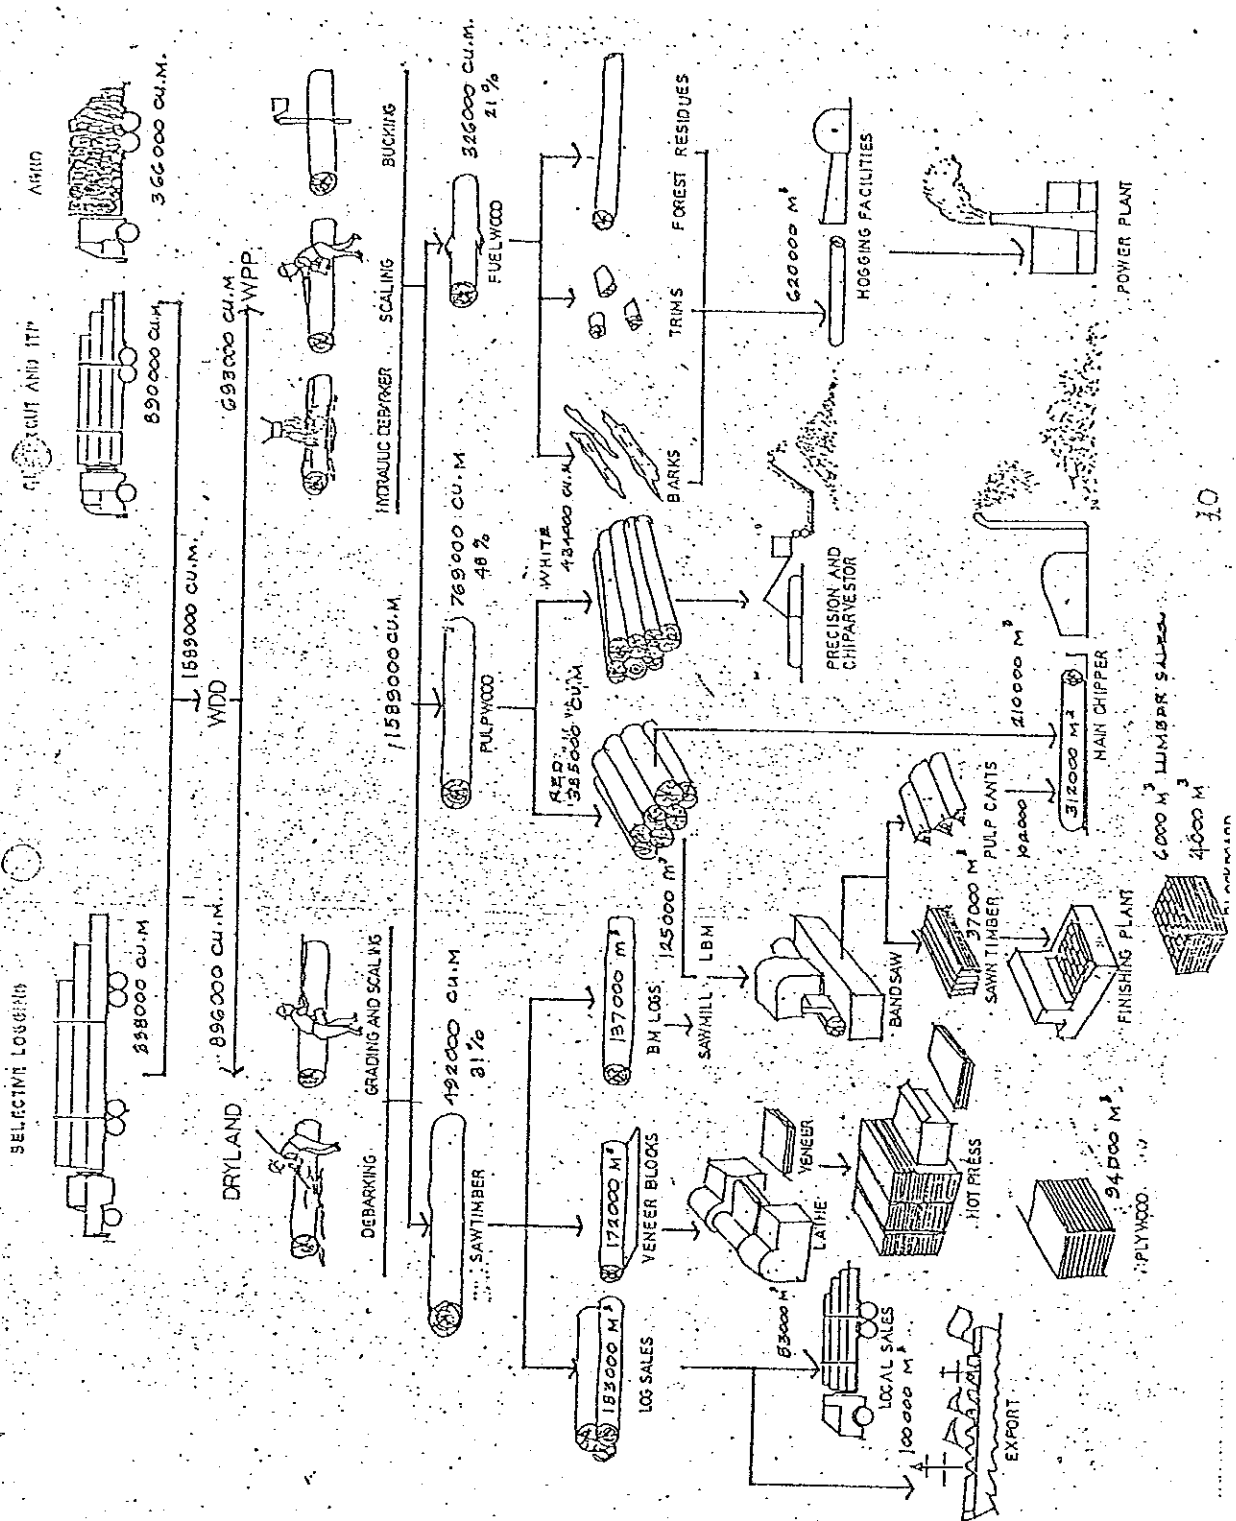 SELECTIVE LOGGING
CUT AND ITP
338000 CU.M
890000 CU.M
366000 CU.M.
1589000 CU.M.
WDD
DRYLAND
896000 CU.M.
693000 CU.M
WPP
DEBARKING
GRADING AND SCALING
HYDRAULIC DEBARKER
SCALING
BUCKING
1589000 CU.M
SAWTIMBER
492000 CU.M
31%
PULPWOOD
769000 CU.M
48%
FUELWOOD
326000 CU.M.
21%
RED
385000 CU.M
WHITE
434000 CU.M
183000 M³
LOG SALES
172000 M³
VENEER BLOCKS
137000 M³
BM LOGS
125000 M³
BARKS
TRIMS
FOREST RESIDUES
SAWMILL
LBM
83000 M³
LOCAL SALES
100000 M³
EXPORT
LATHE
VENEER
HOT PRESS
PLYWOOD
94000 M³
BANDSAW
SAWN TIMBER
37000 M³
PULP CANTS
102000
210000 M³
312000 M³
MAIN CHIPPER
PRECISION AND
CHIPARVESTOR
620000 M³
HOGGING FACILITIES
POWER PLANT
FINISHING PLANT
6000 M³ LUMBER SALES
4000 M³
10